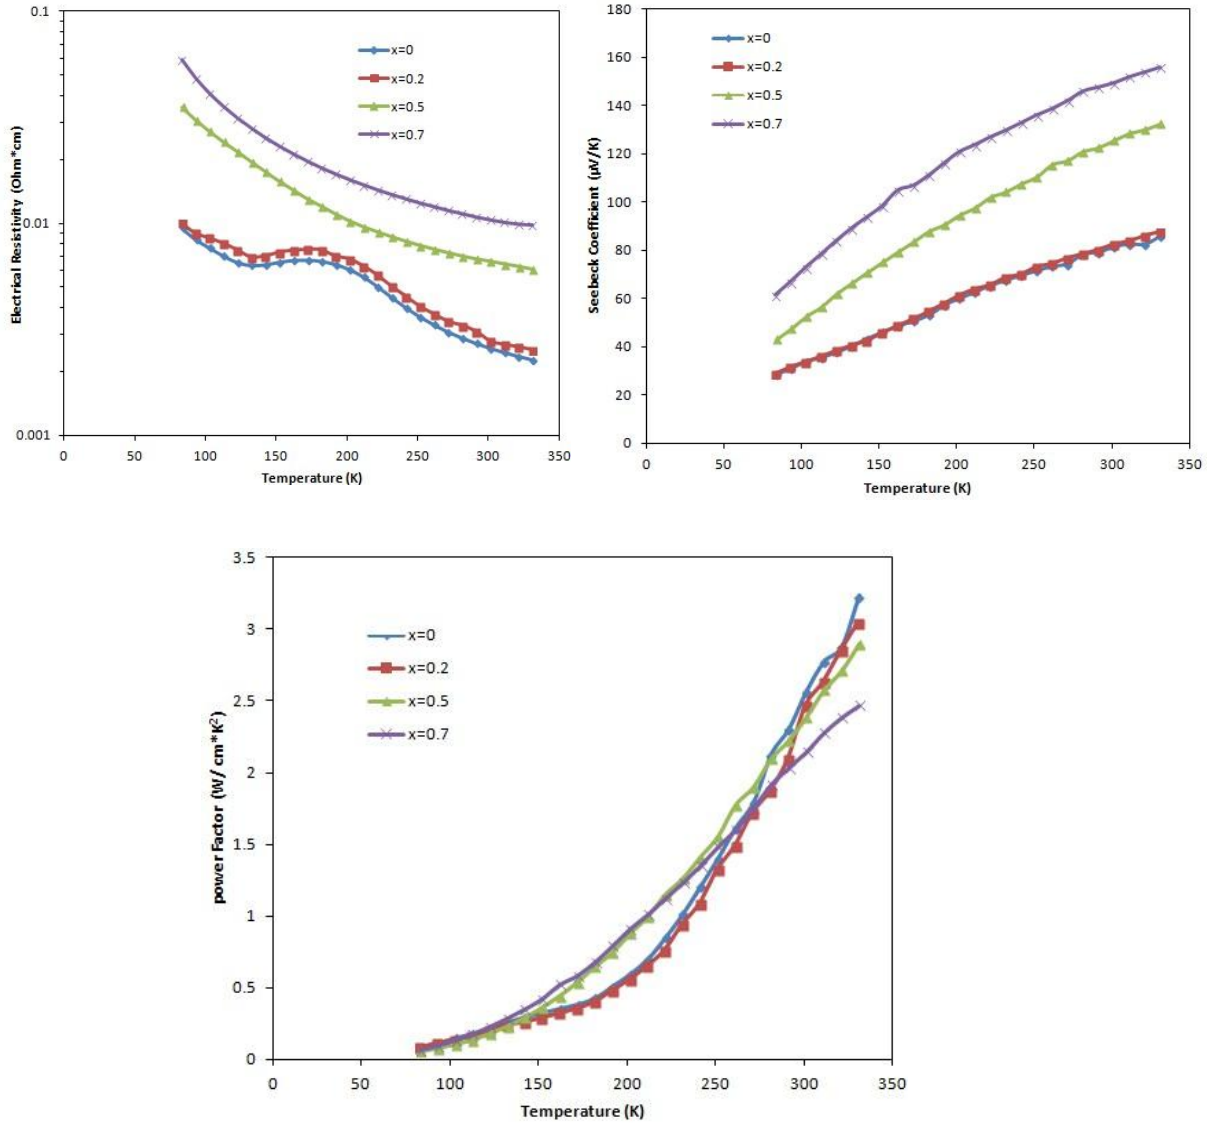 0.1
0.01
0.001
Electrical Resistivity (Ohm*cm)
x=0
x=0.2
x=0.5
x=0.7
0 50 100 150 200 250 300 350
Temperature (K)
180
160
140
120
100
80
60
40
20
0
Seebeck Coefficient (μV/K)
x=0
x=0.2
x=0.5
x=0.7
0 50 100 150 200 250 300 350
Temperature (K)
3.5
3
2.5
2
1.5
1
0.5
0
power Factor (W/ cm*K²)
x=0
x=0.2
x=0.5
x=0.7
0 50 100 150 200 250 300 350
Temperature (K)